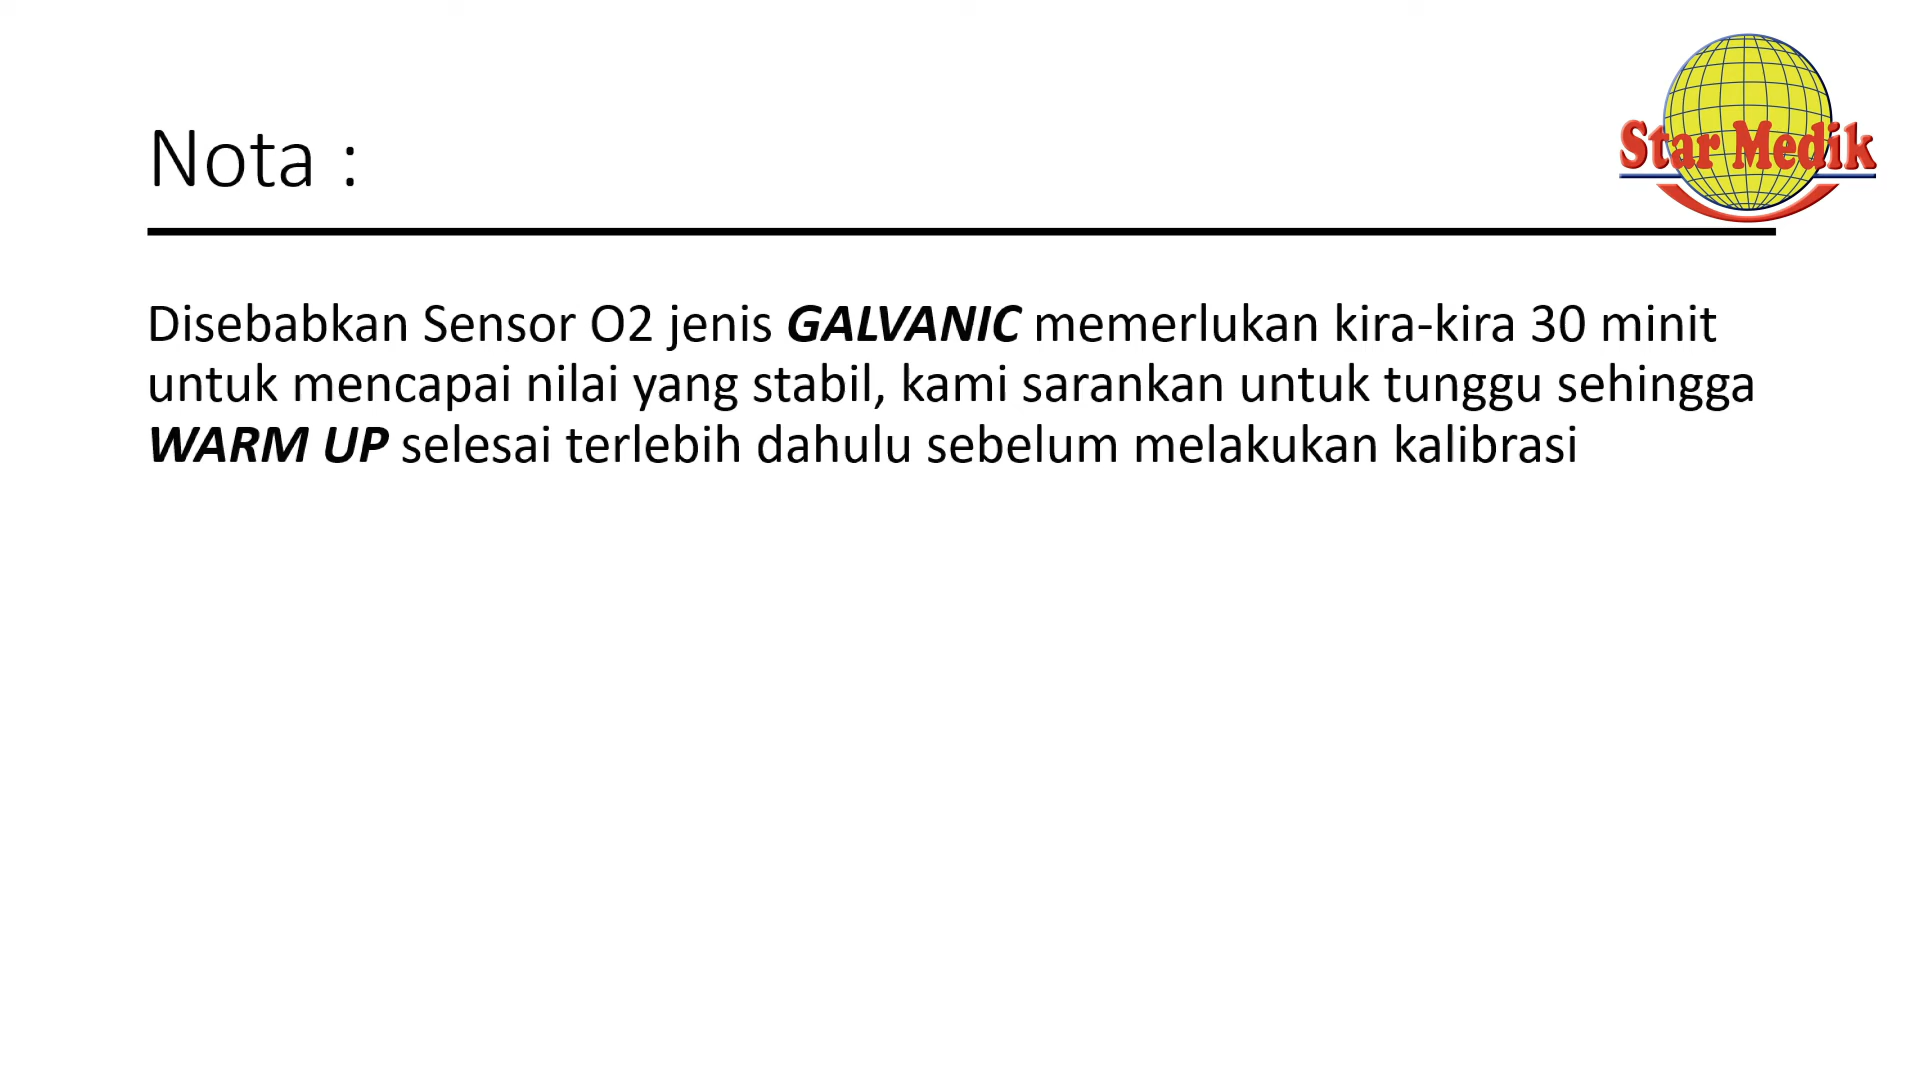 Star Medik
Nota :
Disebabkan Sensor O2 jenis GALVANIC memerlukan kira-kira 30 minit
untuk mencapai nilai yang stabil, kami sarankan untuk tunggu sehingga
WARM UP selesai terlebih dahulu sebelum melakukan kalibrasi